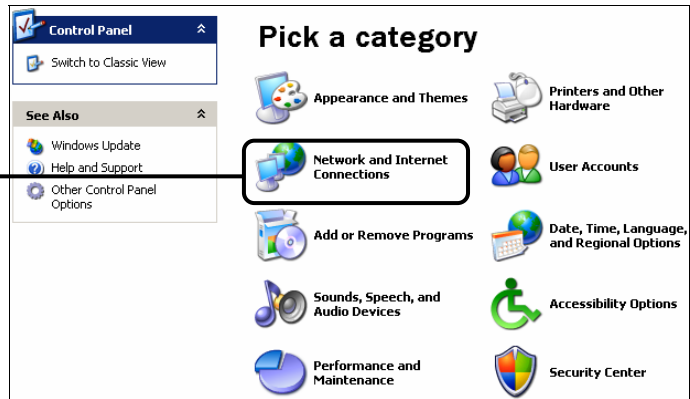 Control Panel
Switch to Classic View
See Also
Windows Update
Help and Support
Other Control Panel
Options
Pick a category
Appearance and Themes
Printers and Other
Hardware
Network and Internet
Connections
User Accounts
Add or Remove Programs
Date, Time, Language,
and Regional Options
Sounds, Speech, and
Audio Devices
Accessibility Options
Performance and
Maintenance
Security Center